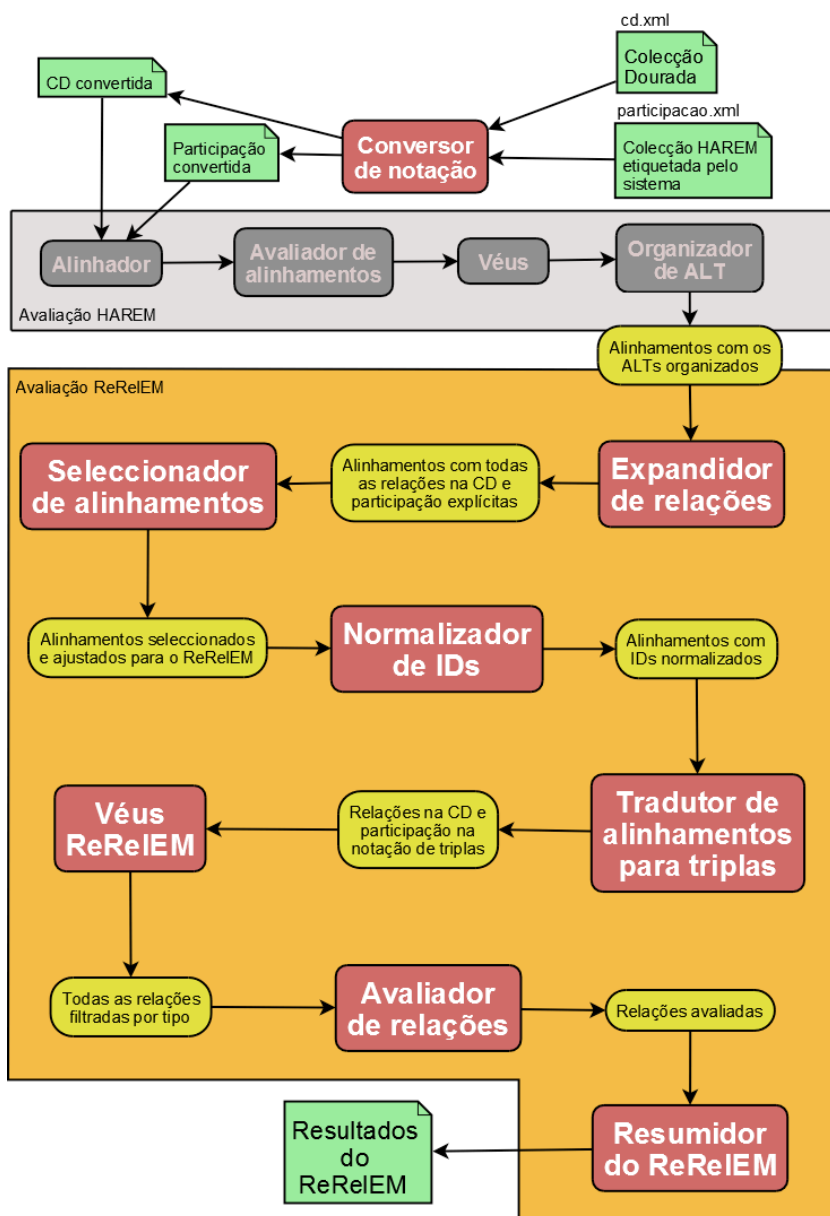 cd.xml
Colecção
Dourada
CD convertida
participacao.xml
Participação
convertida
Conversor
de notação
Colecção HAREM
etiquetada pelo
sistema
Alinhador
Avaliador de
alinhamentos
Véus
Organizador
de ALT
Avaliação HAREM
Alinhamentos com os
ALTs organizados
Avaliação ReRelEM
Seleccionador
de alinhamentos
Alinhamentos com todas
as relações na CD e
participação explícitas
Expandidor
de relações
Alinhamentos seleccionados
e ajustados para o ReRelEM
Normalizador
de IDs
Alinhamentos com
IDs normalizados
Véus
ReRelEM
Relações na CD e
participação na
notação de triplas
Tradutor de
alinhamentos
para triplas
Todas as relações
filtradas por tipo
Avaliador
de relações
Relações avaliadas
Resultados
do
ReRelEM
Resumidor
do ReRelEM